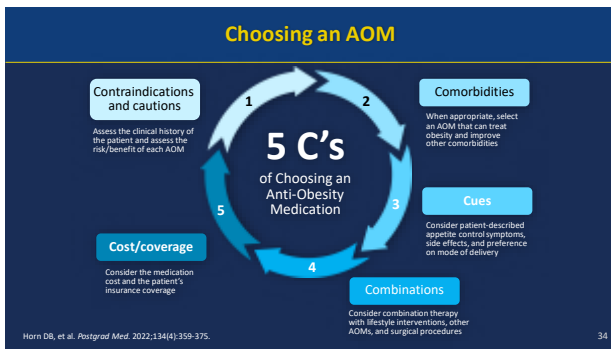 Choosing an AOM
Contraindications
and cautions
Assess the clinical history of
the patient and assess the
risk/benefit of each AOM
1
2
Comorbidities
When appropriate, select
an AOM that can treat
obesity and improve
other comorbidities
5 C's
of Choosing an
Anti-Obesity
Medication
3
Cues
Consider patient-described
appetite control symptoms,
side effects, and preference
on mode of delivery
4
Combinations
Consider combination therapy
with lifestyle interventions, other
AOMs, and surgical procedures
5
Cost/coverage
Consider the medication
cost and the patient's
insurance coverage
Horn DB, et al. Postgrad Med. 2022;134(4):359-375.
34